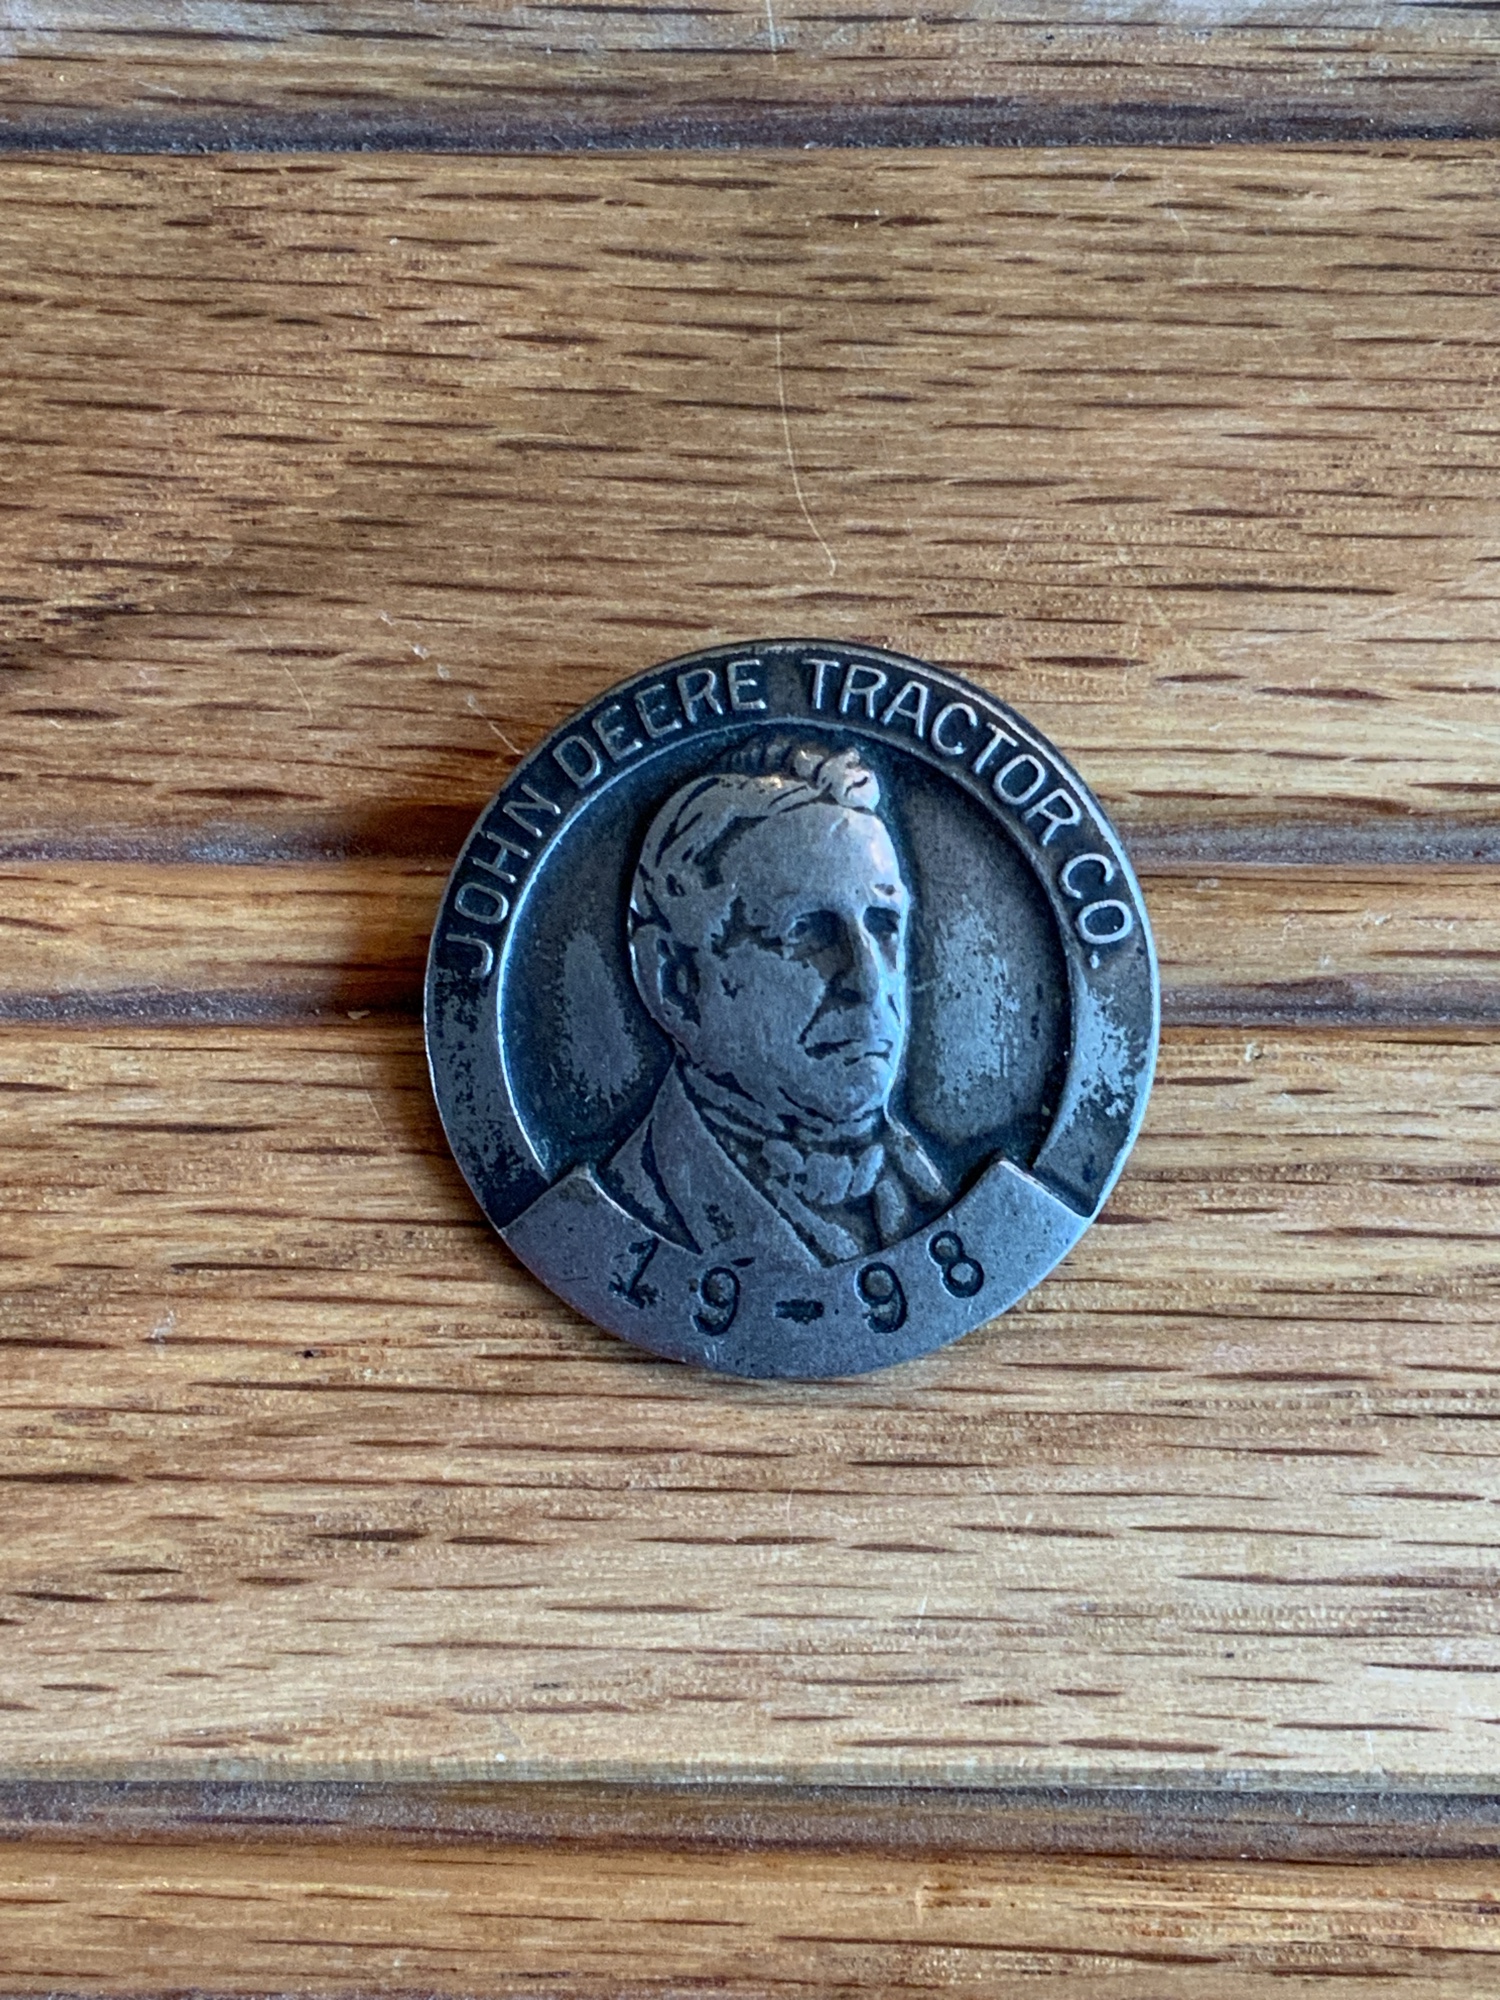 JOHN DEERE TRACTOR CO.
19-98